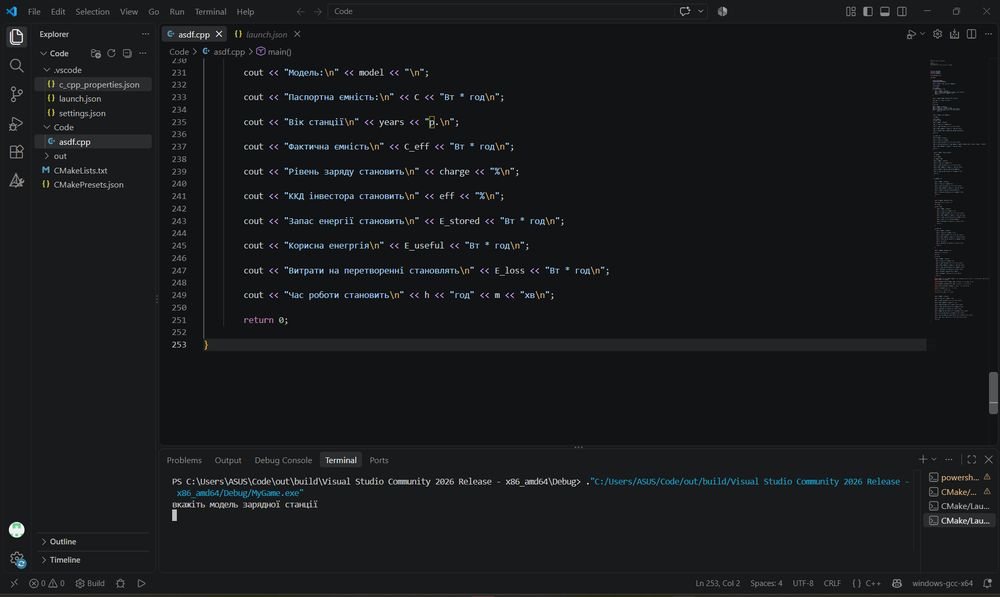 File Edit Selection View Go Run Terminal Help
Code
Explorer
Code
.vscode
c_cpp_properties.json
launch.json
settings.json
Code
asdf.cpp
out
CMakeLists.txt
CMakePresets.json
Outline
Timeline
asdf.cpp launch.json
Code > asdf.cpp > main()
230
231 cout << "Модель:\n" << model << "\n";
232
233 cout << "Паспортна ємність:\n" << C << "Вт * год\n";
234
235 cout << "Вік станції\n" << years << "р.\n";
236
237 cout << "Фактична ємність\n" << C_eff << "Вт * год\n";
238
239 cout << "Рівень заряду становить\n" << charge << "%\n";
240
241 cout << "ККД інвестора становить\n" << eff << "%\n";
242
243 cout << "Запас енергії становить\n" << E_stored << "Вт * год\n";
244
245 cout << "Корисна енегргія\n" << E_useful << "Вт * год\n";
246
247 cout << "Витрати на перетворенні становлять\n" << E_loss << "Вт * год\n";
248
249 cout << "Час роботи становить\n" << h << "год" << m << "хв\n";
250
251 return 0;
252
253 }
Problems Output Debug Console Terminal Ports
PS C:\Users\ASUS\Code\out\build\Visual Studio Community 2026 Release - x86_amd64\Debug> ."C:/Users/ASUS/Code/out/build/Visual Studio Community 2026 Release -
x86_amd64/Debug/MyGame.exe"
вкажіть модель зарядної станції
powersh...
CMake/...
CMake/Lau...
CMake/Lau...
0 0 Build
Ln 253, Col 2 Spaces: 4 UTF-8 CRLF { } C++ windows-gcc-x64